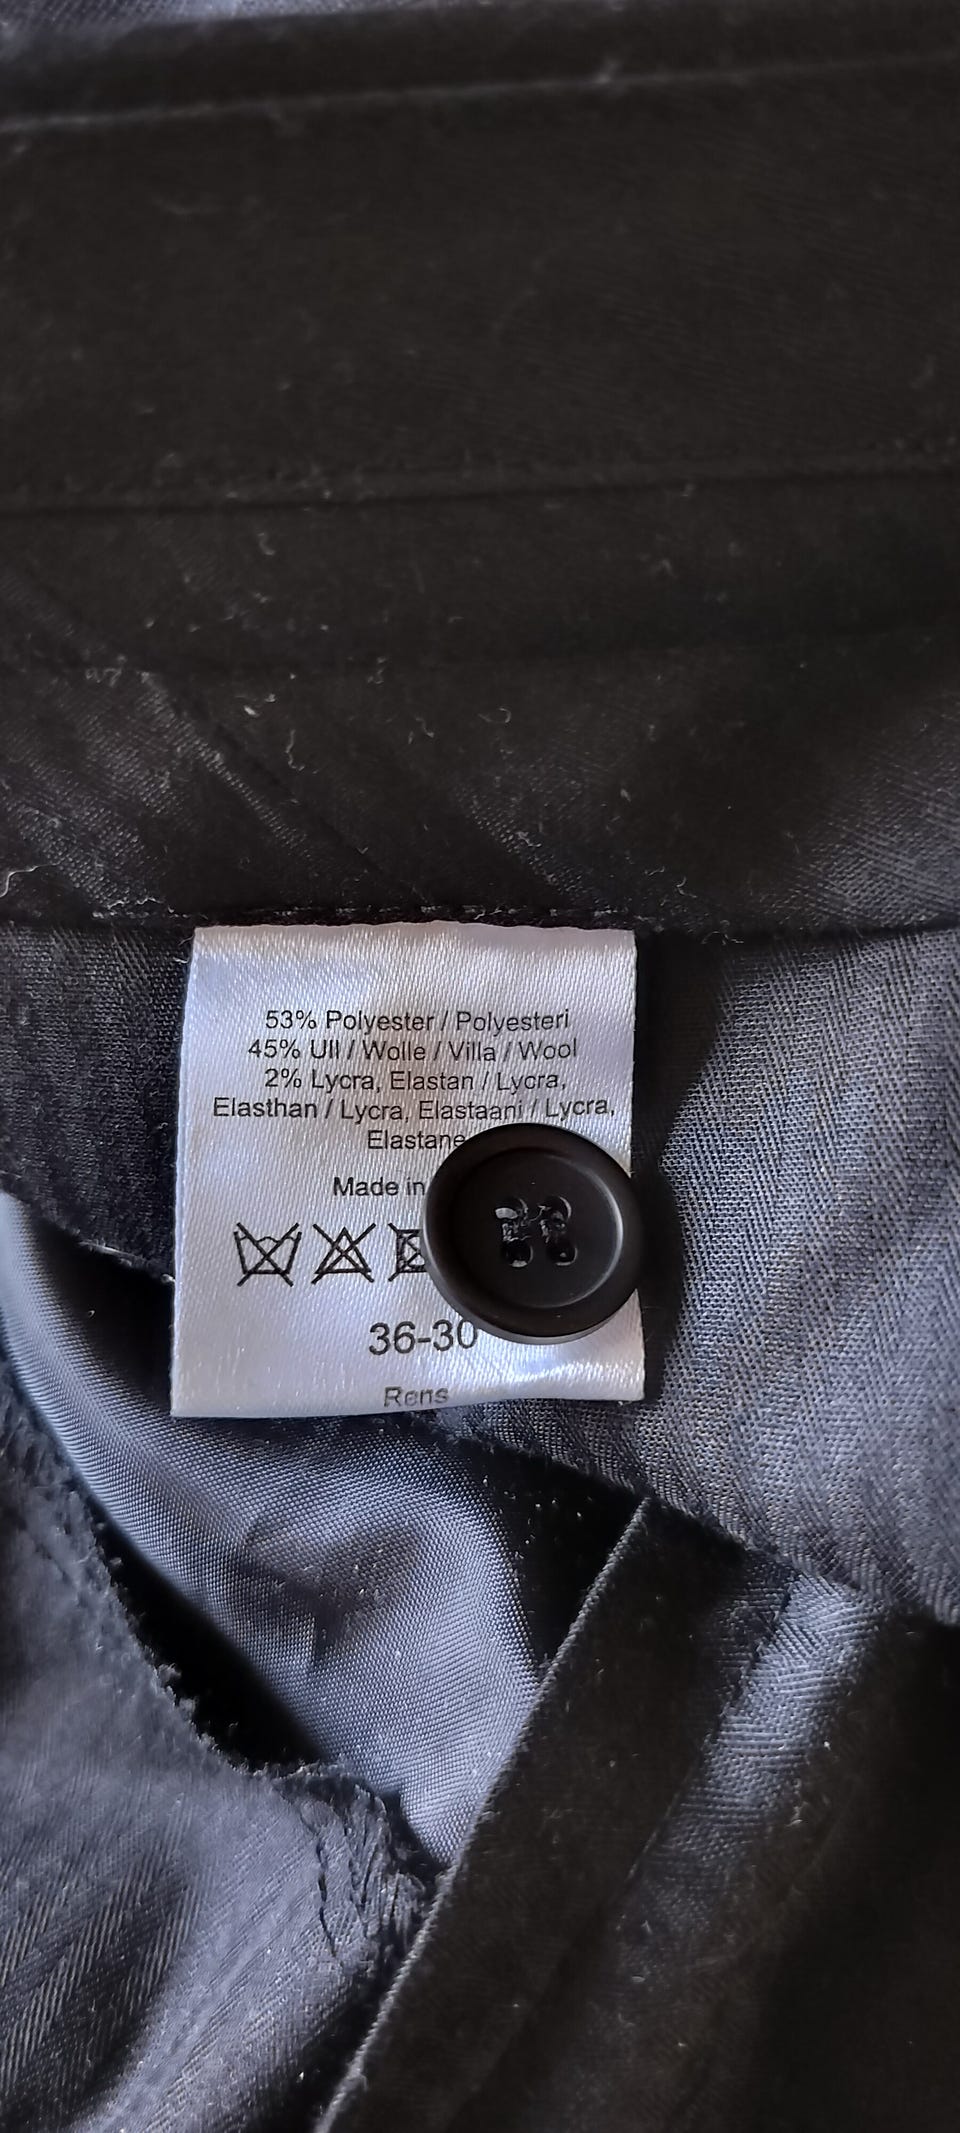 53% Polyester / Polyesteri
45% Ull / Wolle / Villa / Wool
2% Lycra, Elastan / Lycra,
Elasthan / Lycra, Elastaani / Lycra,
Elastane
Made in
36-30
Rens